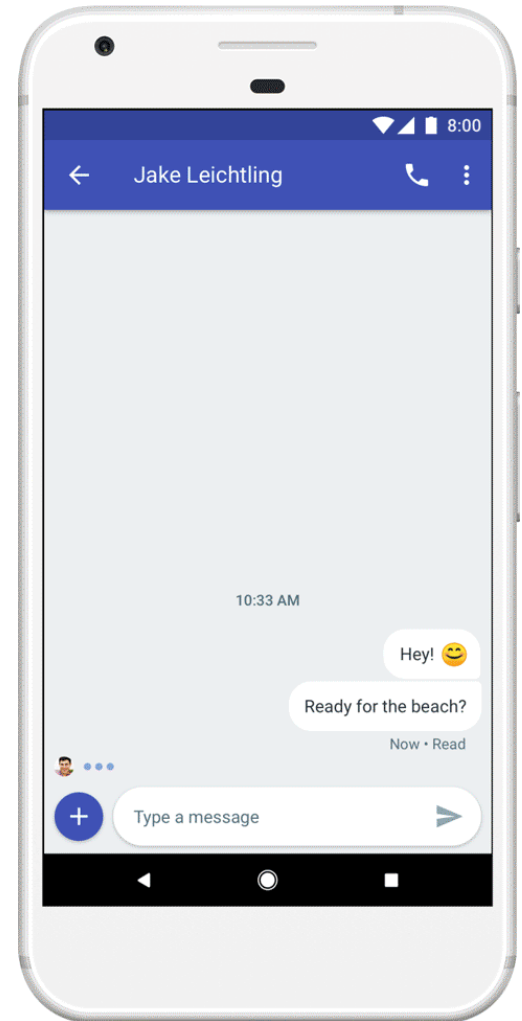 8:00
Jake Leichtling
10:33 AM
Hey! 😊
Ready for the beach?
Now • Read
Type a message